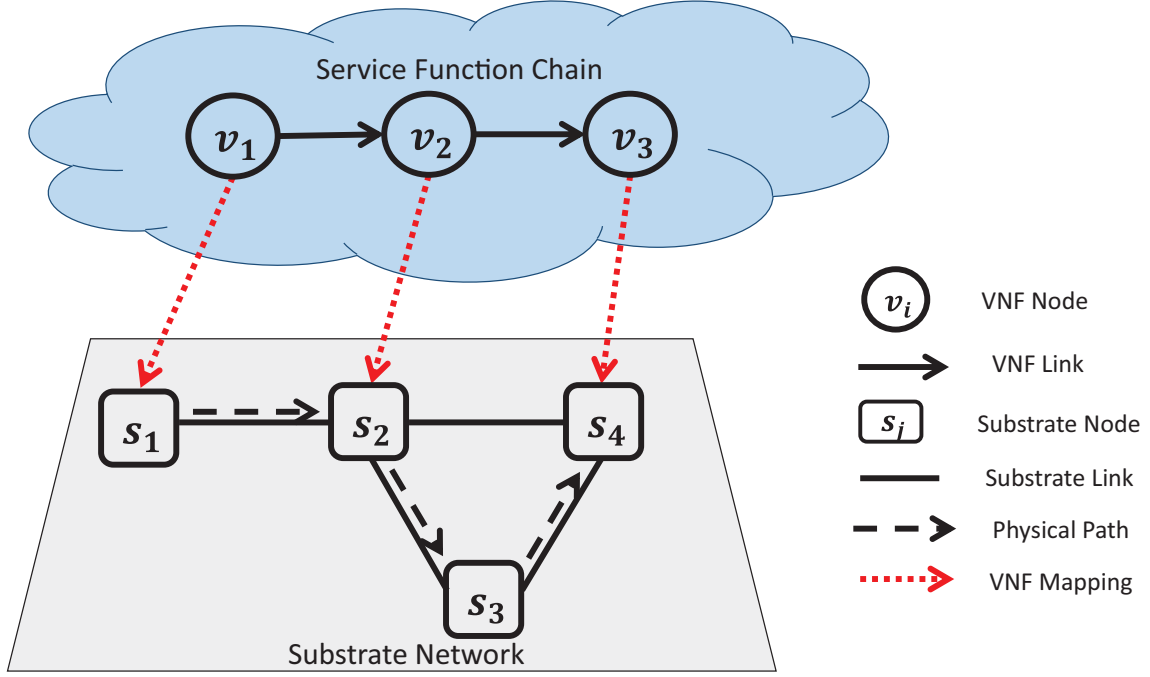 Service Function Chain
v₁ v₂ v₃
vᵢ VNF Node
VNF Link
s₁ s₂ s₄ sⱼ Substrate Node
Substrate Link
Physical Path
VNF Mapping
s₃
Substrate Network